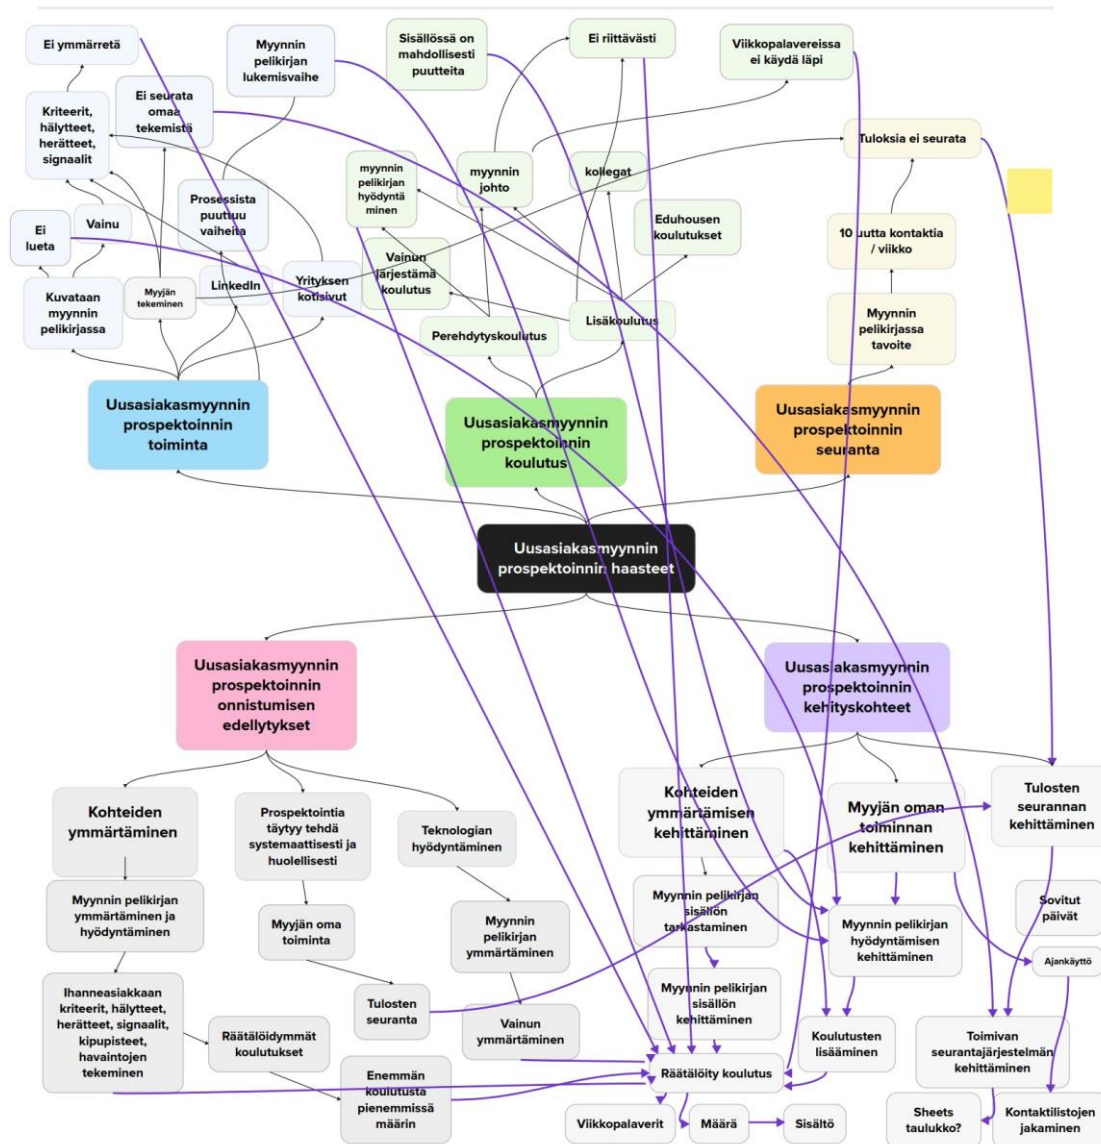 Ei ymmärretä
Myynnin
pelikirjan
lukemisvaihe
Sisällössä on
mahdollisesti
puutteita
Ei riittävästi
Viikkopalavereissa
ei käydä läpi
Kriteerit,
hälytteet,
herätteet,
signaalit
Ei seurata
omaa
tekemistä
Tuloksia ei seurata
myynnin
pelikirjan
hyödyntä
minen
myynnin
johto
kollegat
Ei
lueta
Vainu
Prosessista
puutuu
vaiheita
Eduhousen
koulutukset
10 uutta kontaktia
/ viikko
Vainun
järjestämä
koulutus
Kuvataan
myynnin
pelikirjassa
Myyjän
tekeminen
LinkedIn
Yrityksen
kotisivut
Perehdytyskoulutus
Lisäkoulutus
Myynnin
pelikirjassa
tavoite
Uusasiakasmyynnin
prospektoinnin
toiminta
Uusasiakasmyynnin
prospektoinnin
koulutus
Uusasiakasmyynnin
prospektoinnin
seuranta
Uusasiakasmyynnin
prospektoinnin haasteet
Uusasiakasmyynnin
prospektoinnin
onnistumisen
edellytykset
Uusasiakasmyynnin
prospektoinnin
kehityskohteet
Kohteiden
ymmärtäminen
Prospektointia
täytyy tehdä
systemaattisesti ja
huolellisesti
Teknologian
hyödyntäminen
Kohteiden
ymmärtämisen
kehittäminen
Myyjän oman
toiminnan
kehittäminen
Tulosten
seurannan
kehittäminen
Myynnin pelikirjan
ymmärtäminen ja
hyödyntäminen
Myyjän oma
toiminta
Myynnin
pelikirjan
ymmärtäminen
Myynnin pelikirjan
sisällön
tarkastaminen
Myynnin pelikirjan
hyödyntämisen
kehittäminen
Sovitut
päivät
Ajankäyttö
Ihanneasiakkaan
kriteerit, hälytteet,
herätteet, signaalit,
kipupisteet,
havaintojen
tekeminen
Räätälöidymmät
koulutukset
Tulosten
seuranta
Vainun
ymmärtäminen
Myynnin pelikirjan
sisällön
kehittäminen
Koulutusten
lisääminen
Toimivan
seurantajärjestelmän
kehittäminen
Enemmän
koulutusta
pienemmissä
määrin
Räätälöity koulutus
Viikkopalaverit
Määrä
Sisältö
Sheets
taulukko?
Kontaktilistojen
jakaminen